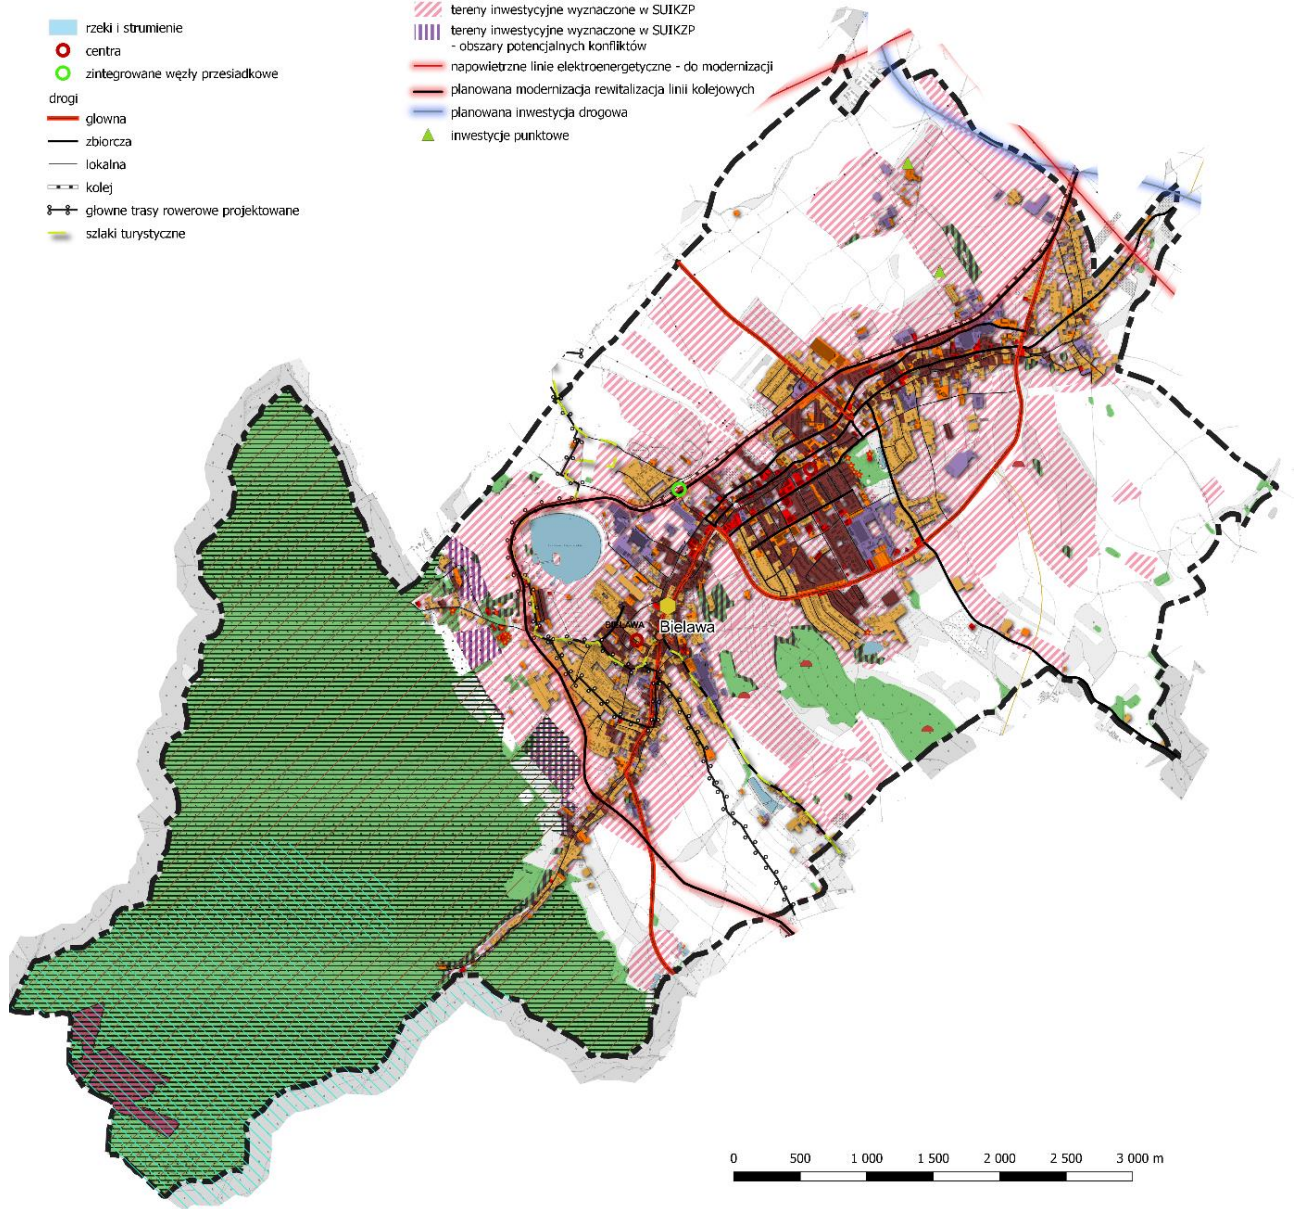 rzeki i strumienie
centra
zintegrowane węzły przesiadkowe
drogi
głowna
zbiorcza
lokalna
kolej
głowne trasy rowerowe projektowane
szlaki turystyczne
tereny inwestycyjne wyznaczone w SUIKZP
tereny inwestycyjne wyznaczone w SUIKZP
- obszary potencjalnych konfliktów
napowietrzne linie elektroenergetyczne - do modernizacji
planowana modernizacja rewitalizacja linii kolejowych
planowana inwestycja drogowa
inwestycje punktowe
BIELAWA
Bielawa
0 500 1 000 1 500 2 000 2 500 3 000 m